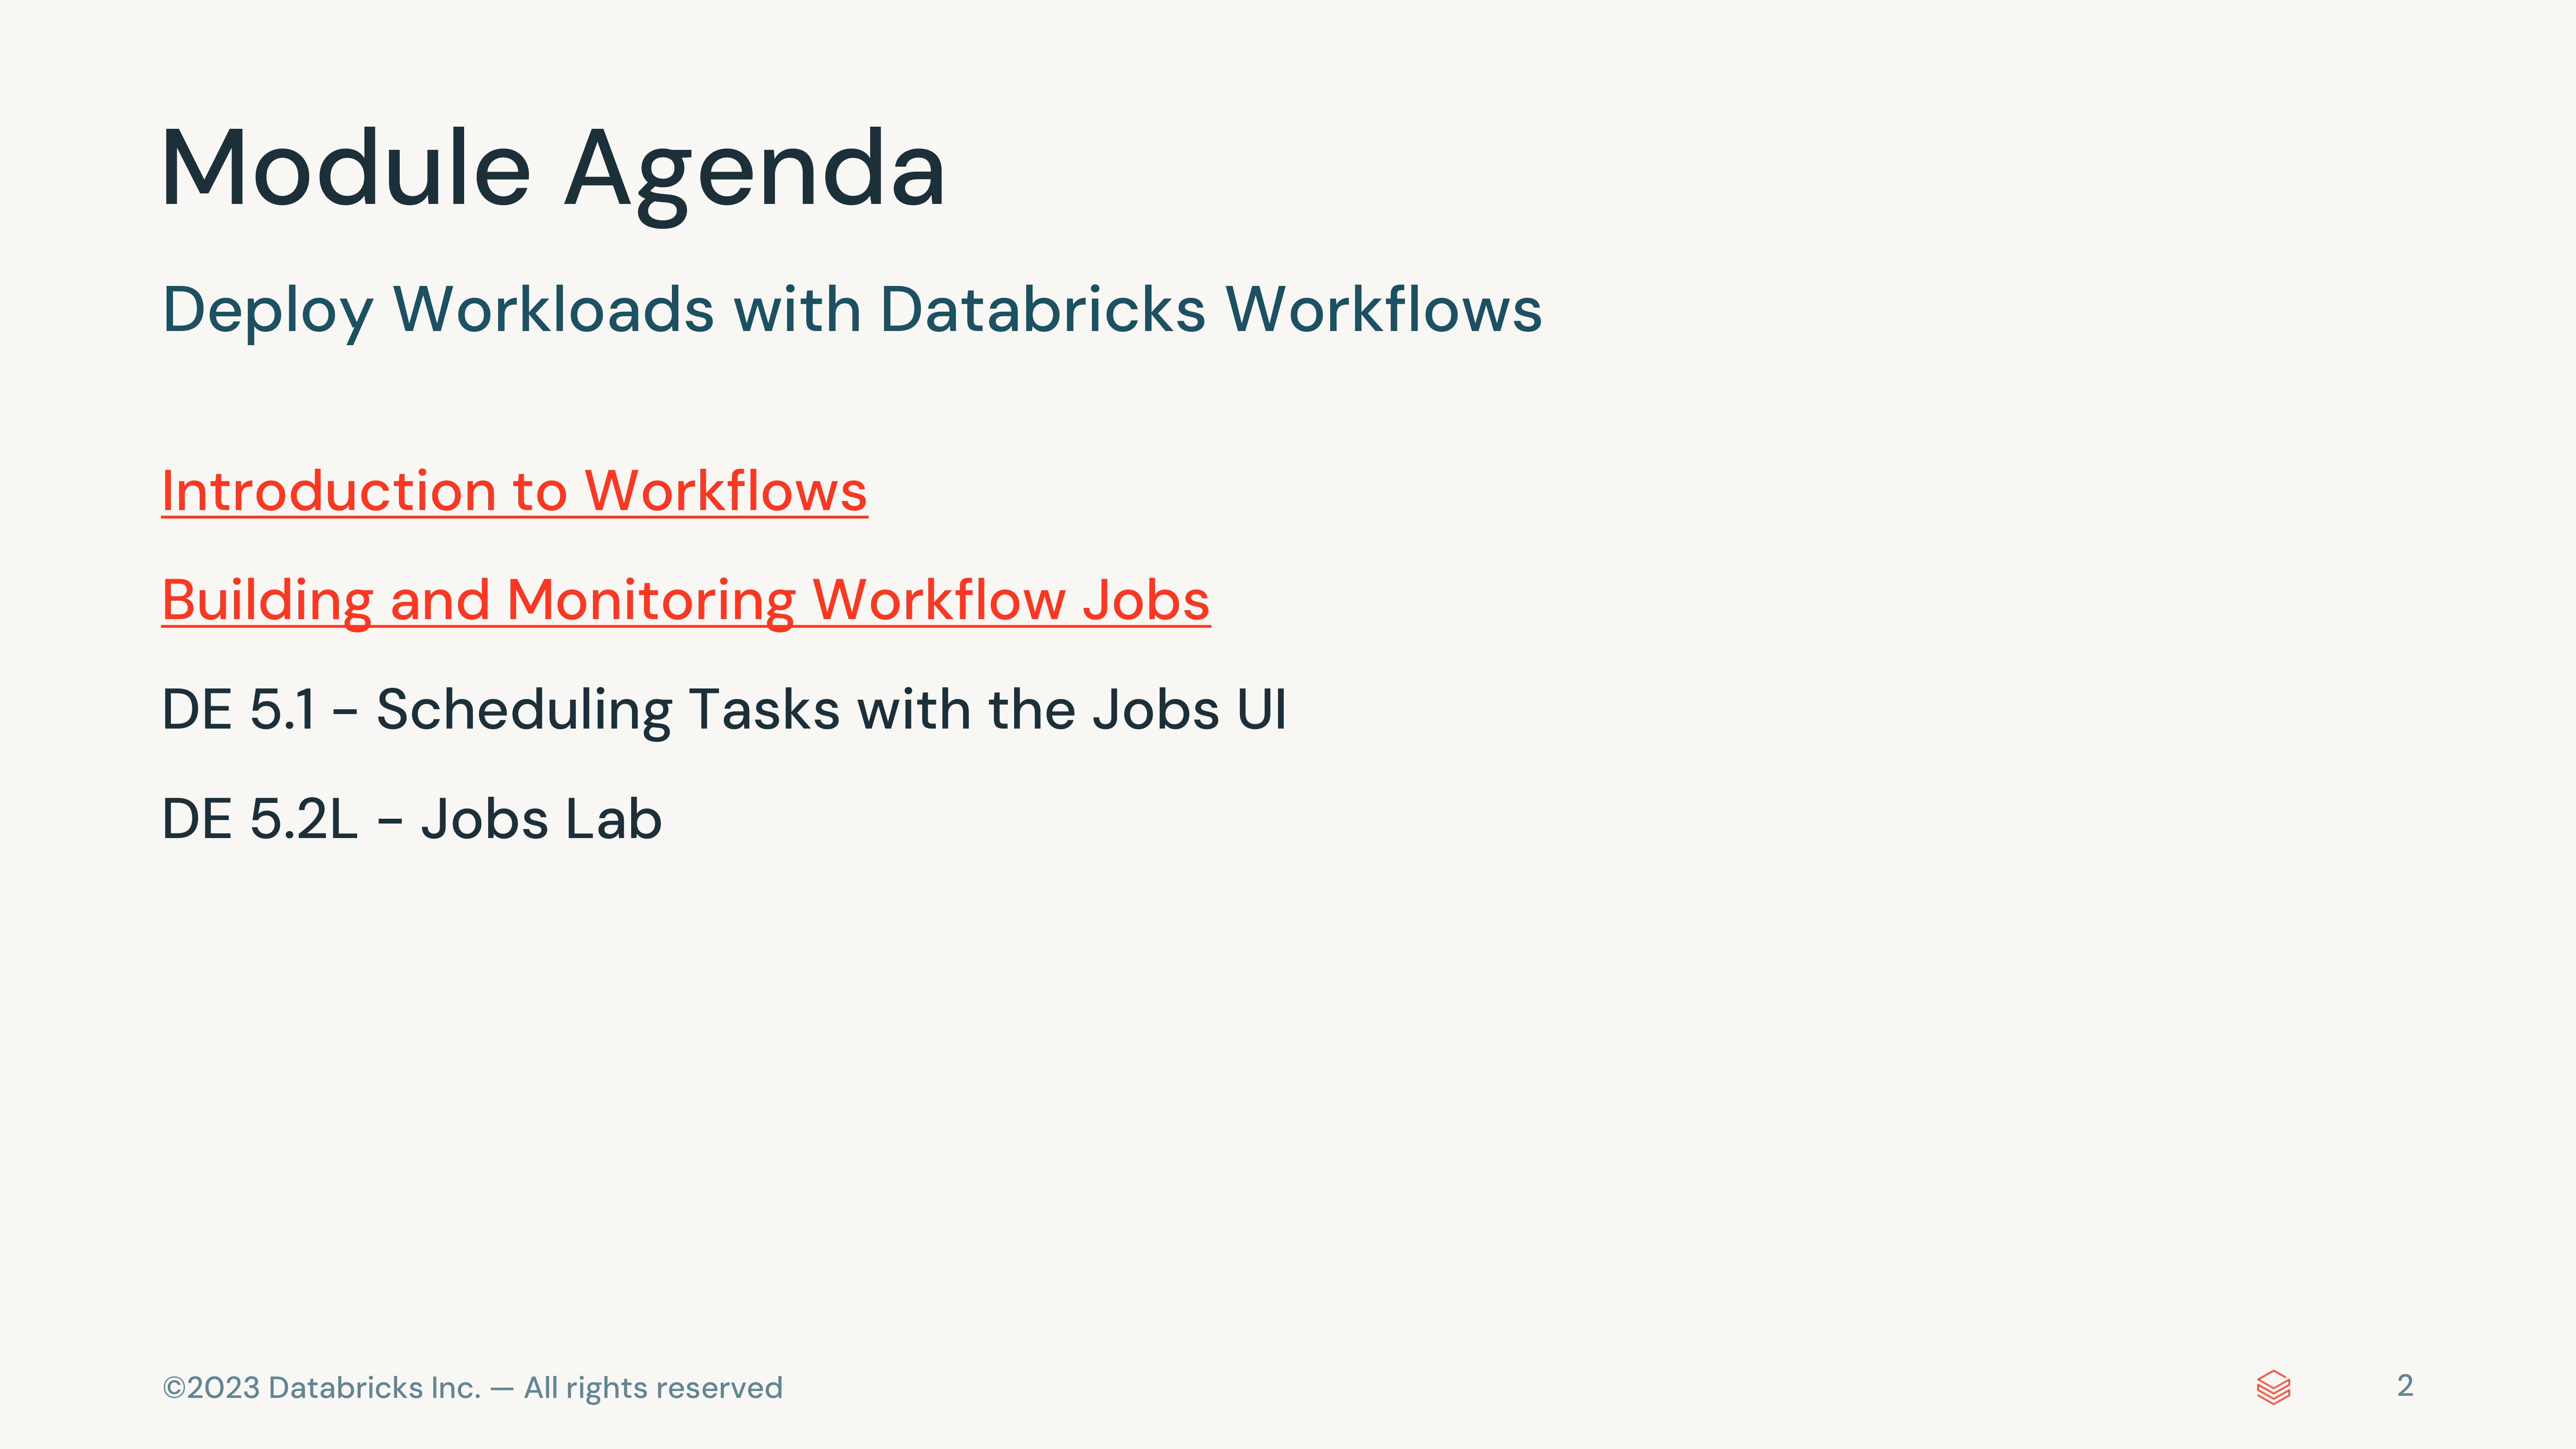 Module Agenda
Deploy Workloads with Databricks Workflows
Introduction to Workflows
Building and Monitoring Workflow Jobs
DE 5.1 - Scheduling Tasks with the Jobs UI
DE 5.2L - Jobs Lab
©2023 Databricks Inc. — All rights reserved
2